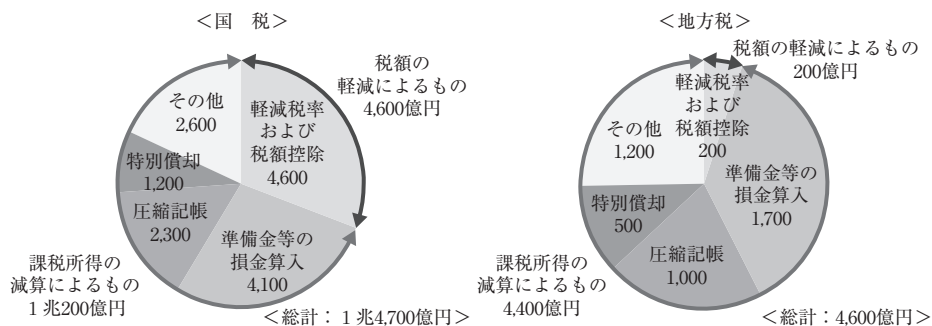 ＜国　税＞
税額の
軽減によるもの
4,600億円
軽減税率
および
税額控除
4,600
準備金等の
損金算入
4,100
圧縮記帳
2,300
特別償却
1,200
その他
2,600
課税所得の
減算によるもの
1兆200億円
＜総計：1兆4,700億円＞
＜地方税＞
税額の軽減によるもの
200億円
軽減税率
および
税額控除
200
準備金等の
損金算入
1,700
圧縮記帳
1,000
特別償却
500
その他
1,200
課税所得の
減算によるもの
4,400億円
＜総計：4,600億円＞